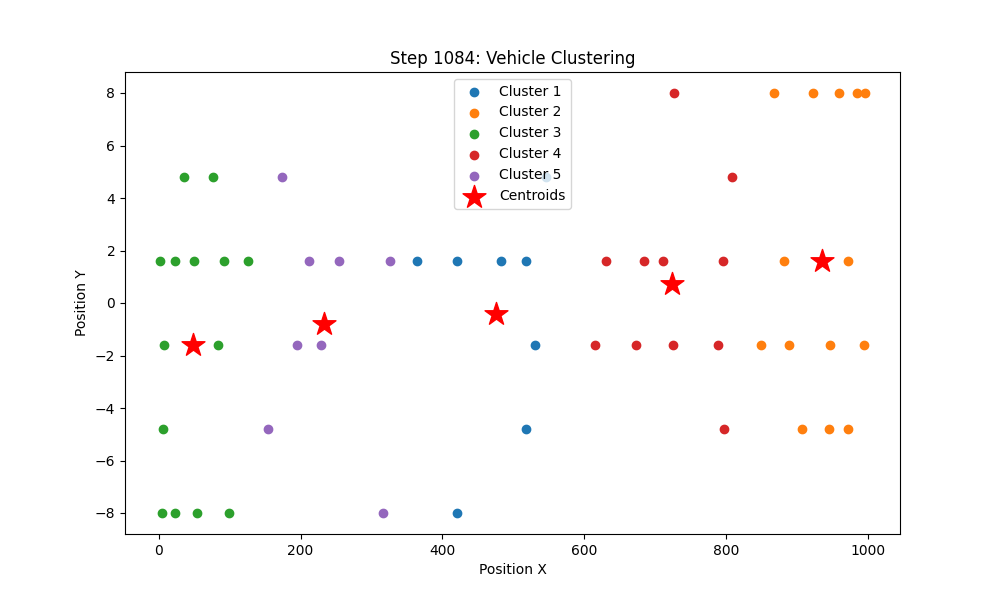 Step 1084: Vehicle Clustering
Cluster 1
Cluster 2
Cluster 3
Cluster 4
Cluster 5
Centroids
8
6
4
2
0
−2
−4
−6
−8
Position Y
0
200
400
600
800
1000
Position X